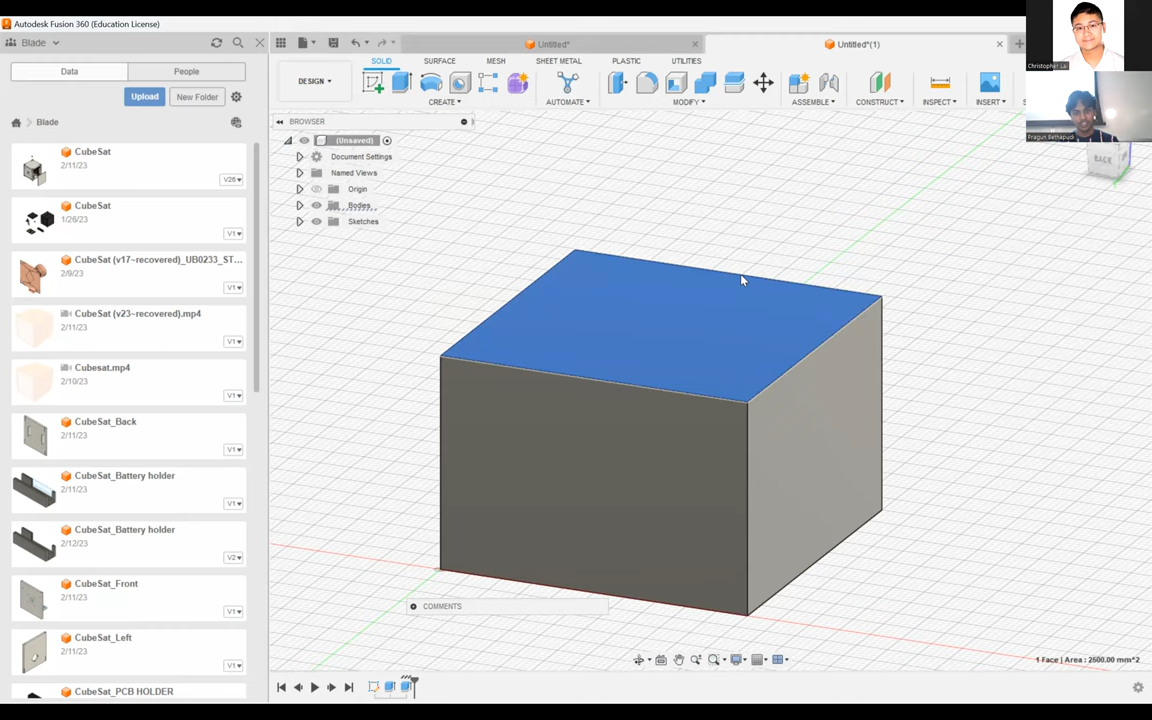 Autodesk Fusion 360 (Education License)
Blade
Untitled*
Untitled*(1)
Data
People
Upload
New Folder
Blade
CubeSat
2/11/23
V26
CubeSat
1/26/23
V1
CubeSat (v17~recovered)_UB0233_ST...
2/9/23
V1
CubeSat (v23~recovered).mp4
2/11/23
V1
Cubesat.mp4
2/10/23
V1
CubeSat_Back
2/11/23
V1
CubeSat_Battery holder
2/11/23
V1
CubeSat_Battery holder
2/12/23
V2
CubeSat_Front
2/11/23
V1
CubeSat_Left
2/11/23
V1
CubeSat_PCB HOLDER
DESIGN
SOLID
SURFACE
MESH
SHEET METAL
PLASTIC
UTILITIES
CREATE
AUTOMATE
MODIFY
ASSEMBLE
CONSTRUCT
INSPECT
INSERT
BROWSER
(Unsaved)
Document Settings
Named Views
Origin
Bodies
Sketches
BACK
COMMENTS
1 Face | Area : 2500.00 mm^2
Christopher
Pragun Bethapudi